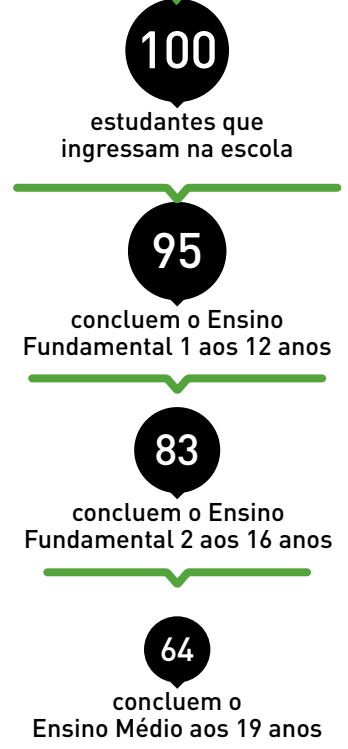 100
estudantes que
ingressam na escola
95
concluem o Ensino
Fundamental 1 aos 12 anos
83
concluem o Ensino
Fundamental 2 aos 16 anos
64
concluem o
Ensino Médio aos 19 anos